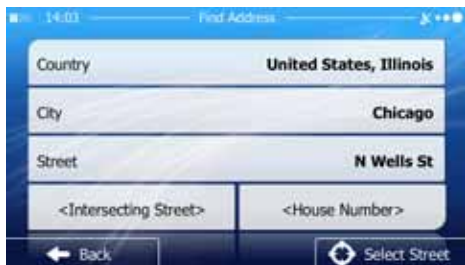 14:03 Find Address
Country United States, Illinois
City Chicago
Street N Wells St
<Intersecting Street> <House Number>
Back Select Street